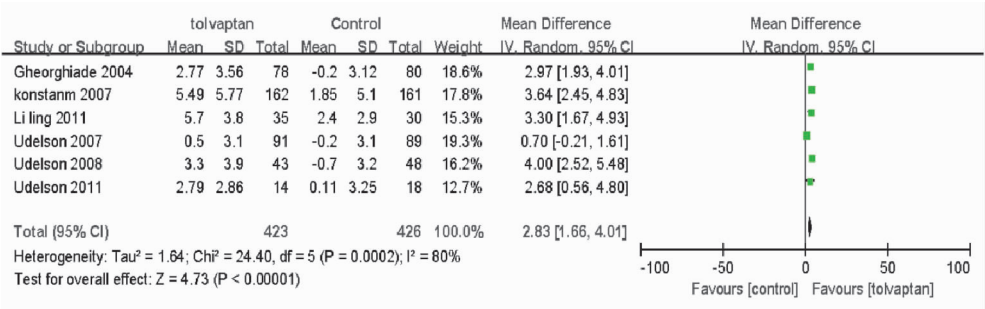 tolvaptan Control Mean Difference Mean Difference
Study or Subgroup Mean SD Total Mean SD Total Weight IV. Random. 95% CI IV. Random. 95% CI
Gheorghiade 2004 2.77 3.56 78 -0.2 3.12 80 18.6% 2.97 [1.93, 4.01]
konstanm 2007 5.49 5.77 162 1.85 5.1 161 17.8% 3.64 [2.45, 4.83]
Li ling 2011 5.7 3.8 35 2.4 2.9 30 15.3% 3.30 [1.67, 4.93]
Udelson 2007 0.5 3.1 91 -0.2 3.1 89 19.3% 0.70 [-0.21, 1.61]
Udelson 2008 3.3 3.9 43 -0.7 3.2 48 16.2% 4.00 [2.52, 5.48]
Udelson 2011 2.79 2.86 14 0.11 3.25 18 12.7% 2.68 [0.56, 4.80]
Total (95% CI) 423 426 100.0% 2.83 [1.66, 4.01]
Heterogeneity: Tau² = 1.64; Chi² = 24.40, df = 5 (P = 0.0002); I² = 80%
Test for overall effect: Z = 4.73 (P < 0.00001)
-100 -50 0 50 100
Favours [control] Favours [tolvaptan]